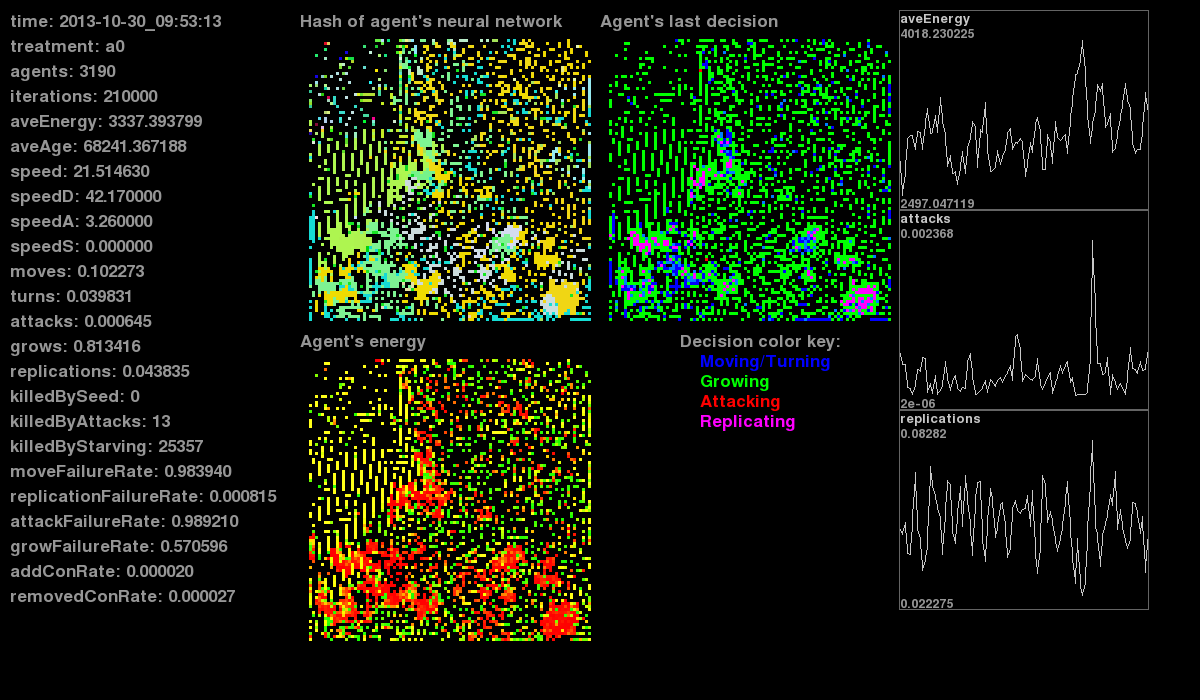 time: 2013-10-30_09:53:13
treatment: a0
agents: 3190
iterations: 210000
aveEnergy: 3337.393799
aveAge: 68241.367188
speed: 21.514630
speedD: 42.170000
speedA: 3.260000
speedS: 0.000000
moves: 0.102273
turns: 0.039831
attacks: 0.000645
grows: 0.813416
replications: 0.043835
killedBySeed: 0
killedByAttacks: 13
killedByStarving: 25357
moveFailureRate: 0.983940
replicationFailureRate: 0.000815
attackFailureRate: 0.989210
growFailureRate: 0.570596
addConRate: 0.000020
removedConRate: 0.000027
Hash of agent's neural network
Agent's last decision
Agent's energy
Decision color key:
Moving/Turning
Growing
Attacking
Replicating
aveEnergy
4018.230225
2497.047119
attacks
0.002368
2e-06
replications
0.08282
0.022275